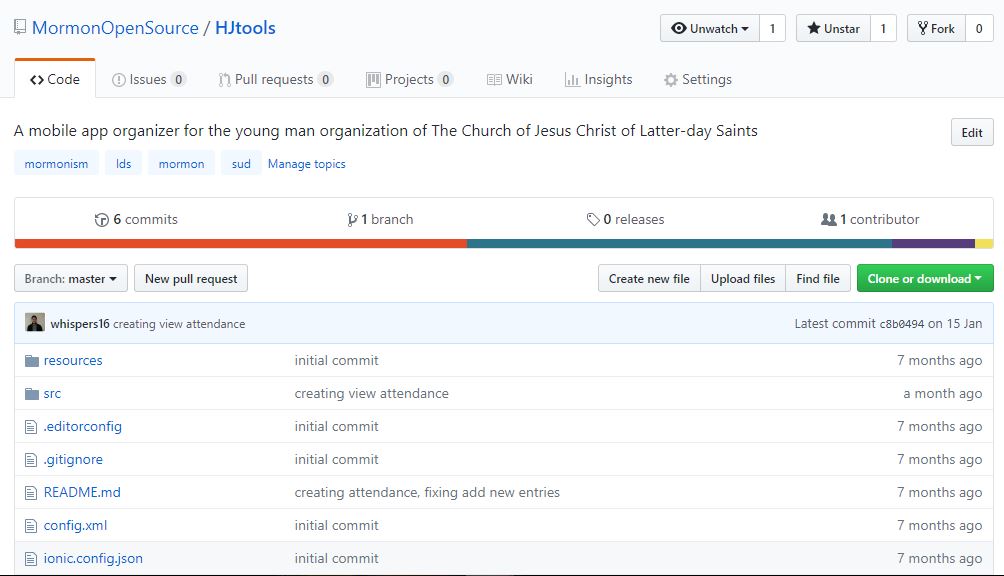 MormonOpenSource / HJtools Unwatch 1 Unstar 1 Fork 0
Code Issues 0 Pull requests 0 Projects 0 Wiki Insights Settings
A mobile app organizer for the young man organization of The Church of Jesus Christ of Latter-day Saints Edit
mormonism lds mormon sud Manage topics
6 commits 1 branch 0 releases 1 contributor
Branch: master New pull request Create new file Upload files Find file Clone or download
whispers16 creating view attendance Latest commit c8b0494 on 15 Jan
resources initial commit 7 months ago
src creating view attendance a month ago
.editorconfig initial commit 7 months ago
.gitignore initial commit 7 months ago
README.md creating attendance, fixing add new entries 7 months ago
config.xml initial commit 7 months ago
ionic.config.json initial commit 7 months ago